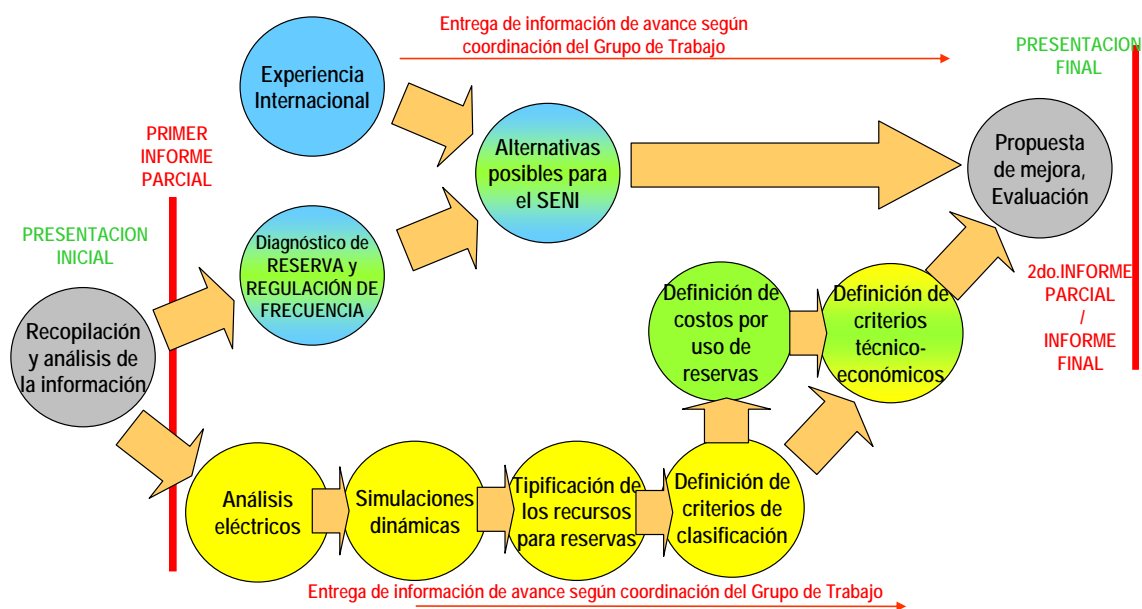 Entrega de información de avance según
coordinación del Grupo de Trabajo
PRESENTACION
FINAL
Experiencia
Internacional
PRIMER
INFORME
PARCIAL
Alternativas
posibles para
el SENI
Propuesta
de mejora,
Evaluación
PRESENTACION
INICIAL
Diagnóstico de
RESERVA y
REGULACIÓN DE
FRECUENCIA
2do.INFORME
PARCIAL
/
INFORME
FINAL
Recopilación
y análisis de
la información
Definición de
costos por
uso de
reservas
Definición de
criterios
técnico-
económicos
Análisis
eléctricos
Simulaciones
dinámicas
Tipificación de
los recursos
para reservas
Definición de
criterios de
clasificación
Entrega de información de avance según coordinación del Grupo de Trabajo